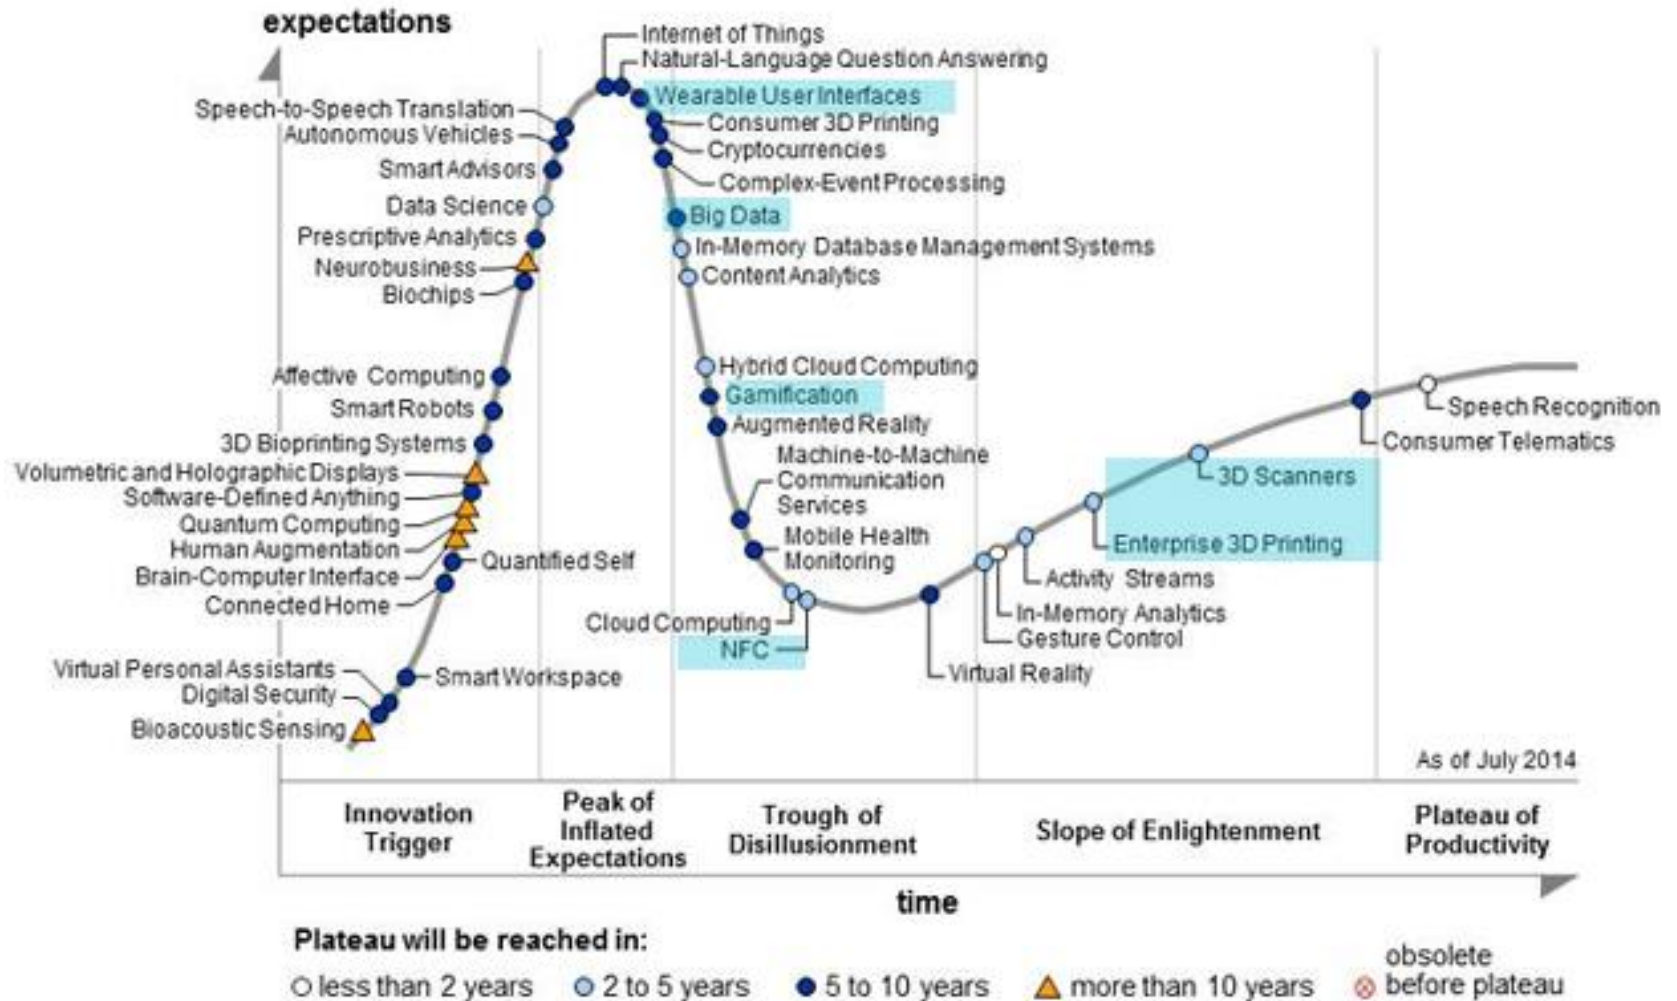 expectations
Internet of Things
Natural-Language Question Answering
Wearable User Interfaces
Speech-to-Speech Translation
Consumer 3D Printing
Autonomous Vehicles
Cryptocurrencies
Smart Advisors
Complex-Event Processing
Data Science
Big Data
Prescriptive Analytics
In-Memory Database Management Systems
Neurobusiness
Content Analytics
Biochips
Hybrid Cloud Computing
Affective Computing
Gamification
Smart Robots
Augmented Reality
3D Bioprinting Systems
Machine-to-Machine
Communication
Services
Volumetric and Holographic Displays
Software-Defined Anything
Quantum Computing
Human Augmentation
Brain-Computer Interface
Quantified Self
Connected Home
Mobile Health
Monitoring
Speech Recognition
Consumer Telematics
3D Scanners
Enterprise 3D Printing
Activity Streams
In-Memory Analytics
Gesture Control
Cloud Computing
NFC
Virtual Reality
Virtual Personal Assistants
Smart Workspace
Digital Security
Bioacoustic Sensing
As of July 2014
Innovation
Trigger
Peak of
Inflated
Expectations
Trough of
Disillusionment
Slope of Enlightenment
Plateau of
Productivity
time
Plateau will be reached in:
less than 2 years
2 to 5 years
5 to 10 years
more than 10 years
obsolete
before plateau